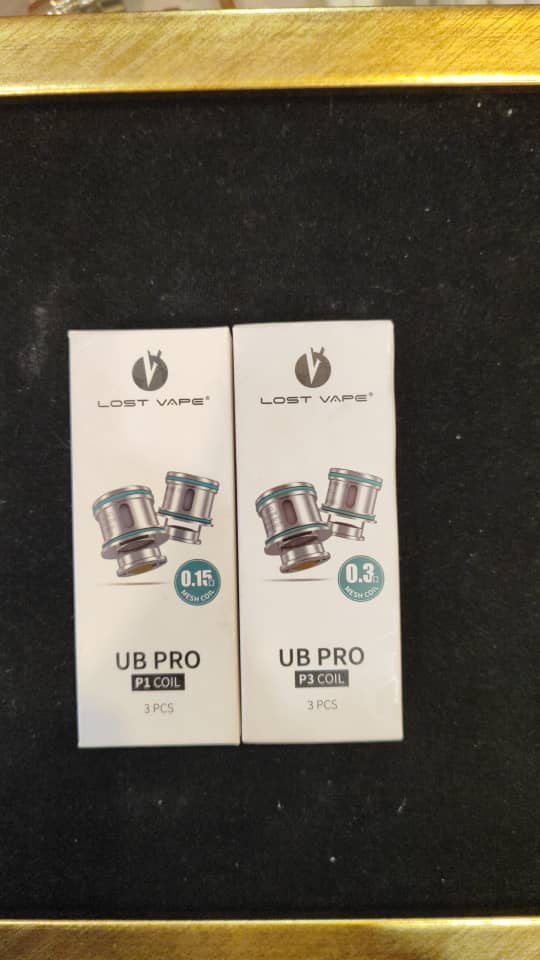 LOST VAPE®
0.15Ω
MESH COIL
UB PRO
P1 COIL
3 PCS
LOST VAPE®
0.3Ω
MESH COIL
UB PRO
P3 COIL
3 PCS